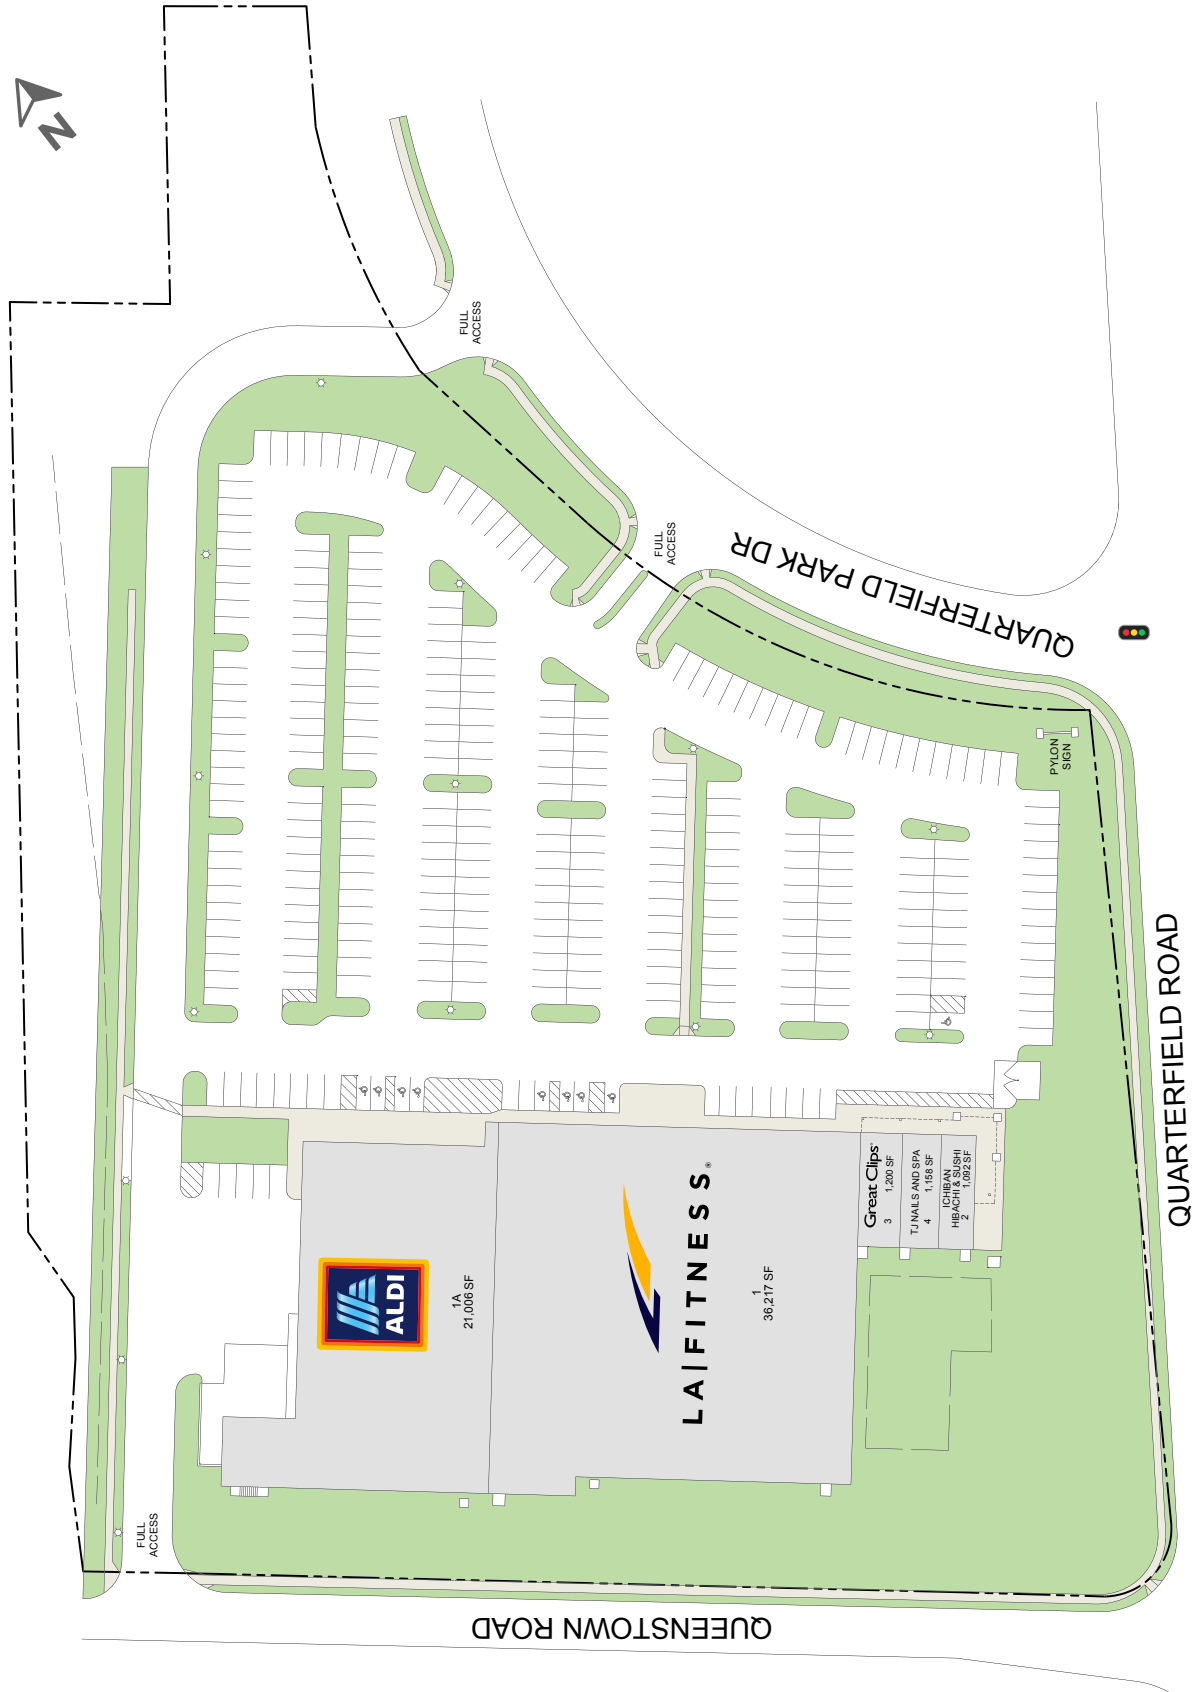 N
FULL
ACCESS
FULL
ACCESS
QUARTERFIELD PARK DR
PYLON
SIGN
QUARTERFIELD ROAD
Great Clips®
3 1,200 SF
TJ NAILS AND SPA
4 1,158 SF
ICHIBAN
HIBACHI & SUSHI
2 1,092 SF
ALDI
1A
21,006 SF
LA|FITNESS®
1
36,217 SF
FULL
ACCESS
QUEENSTOWN ROAD